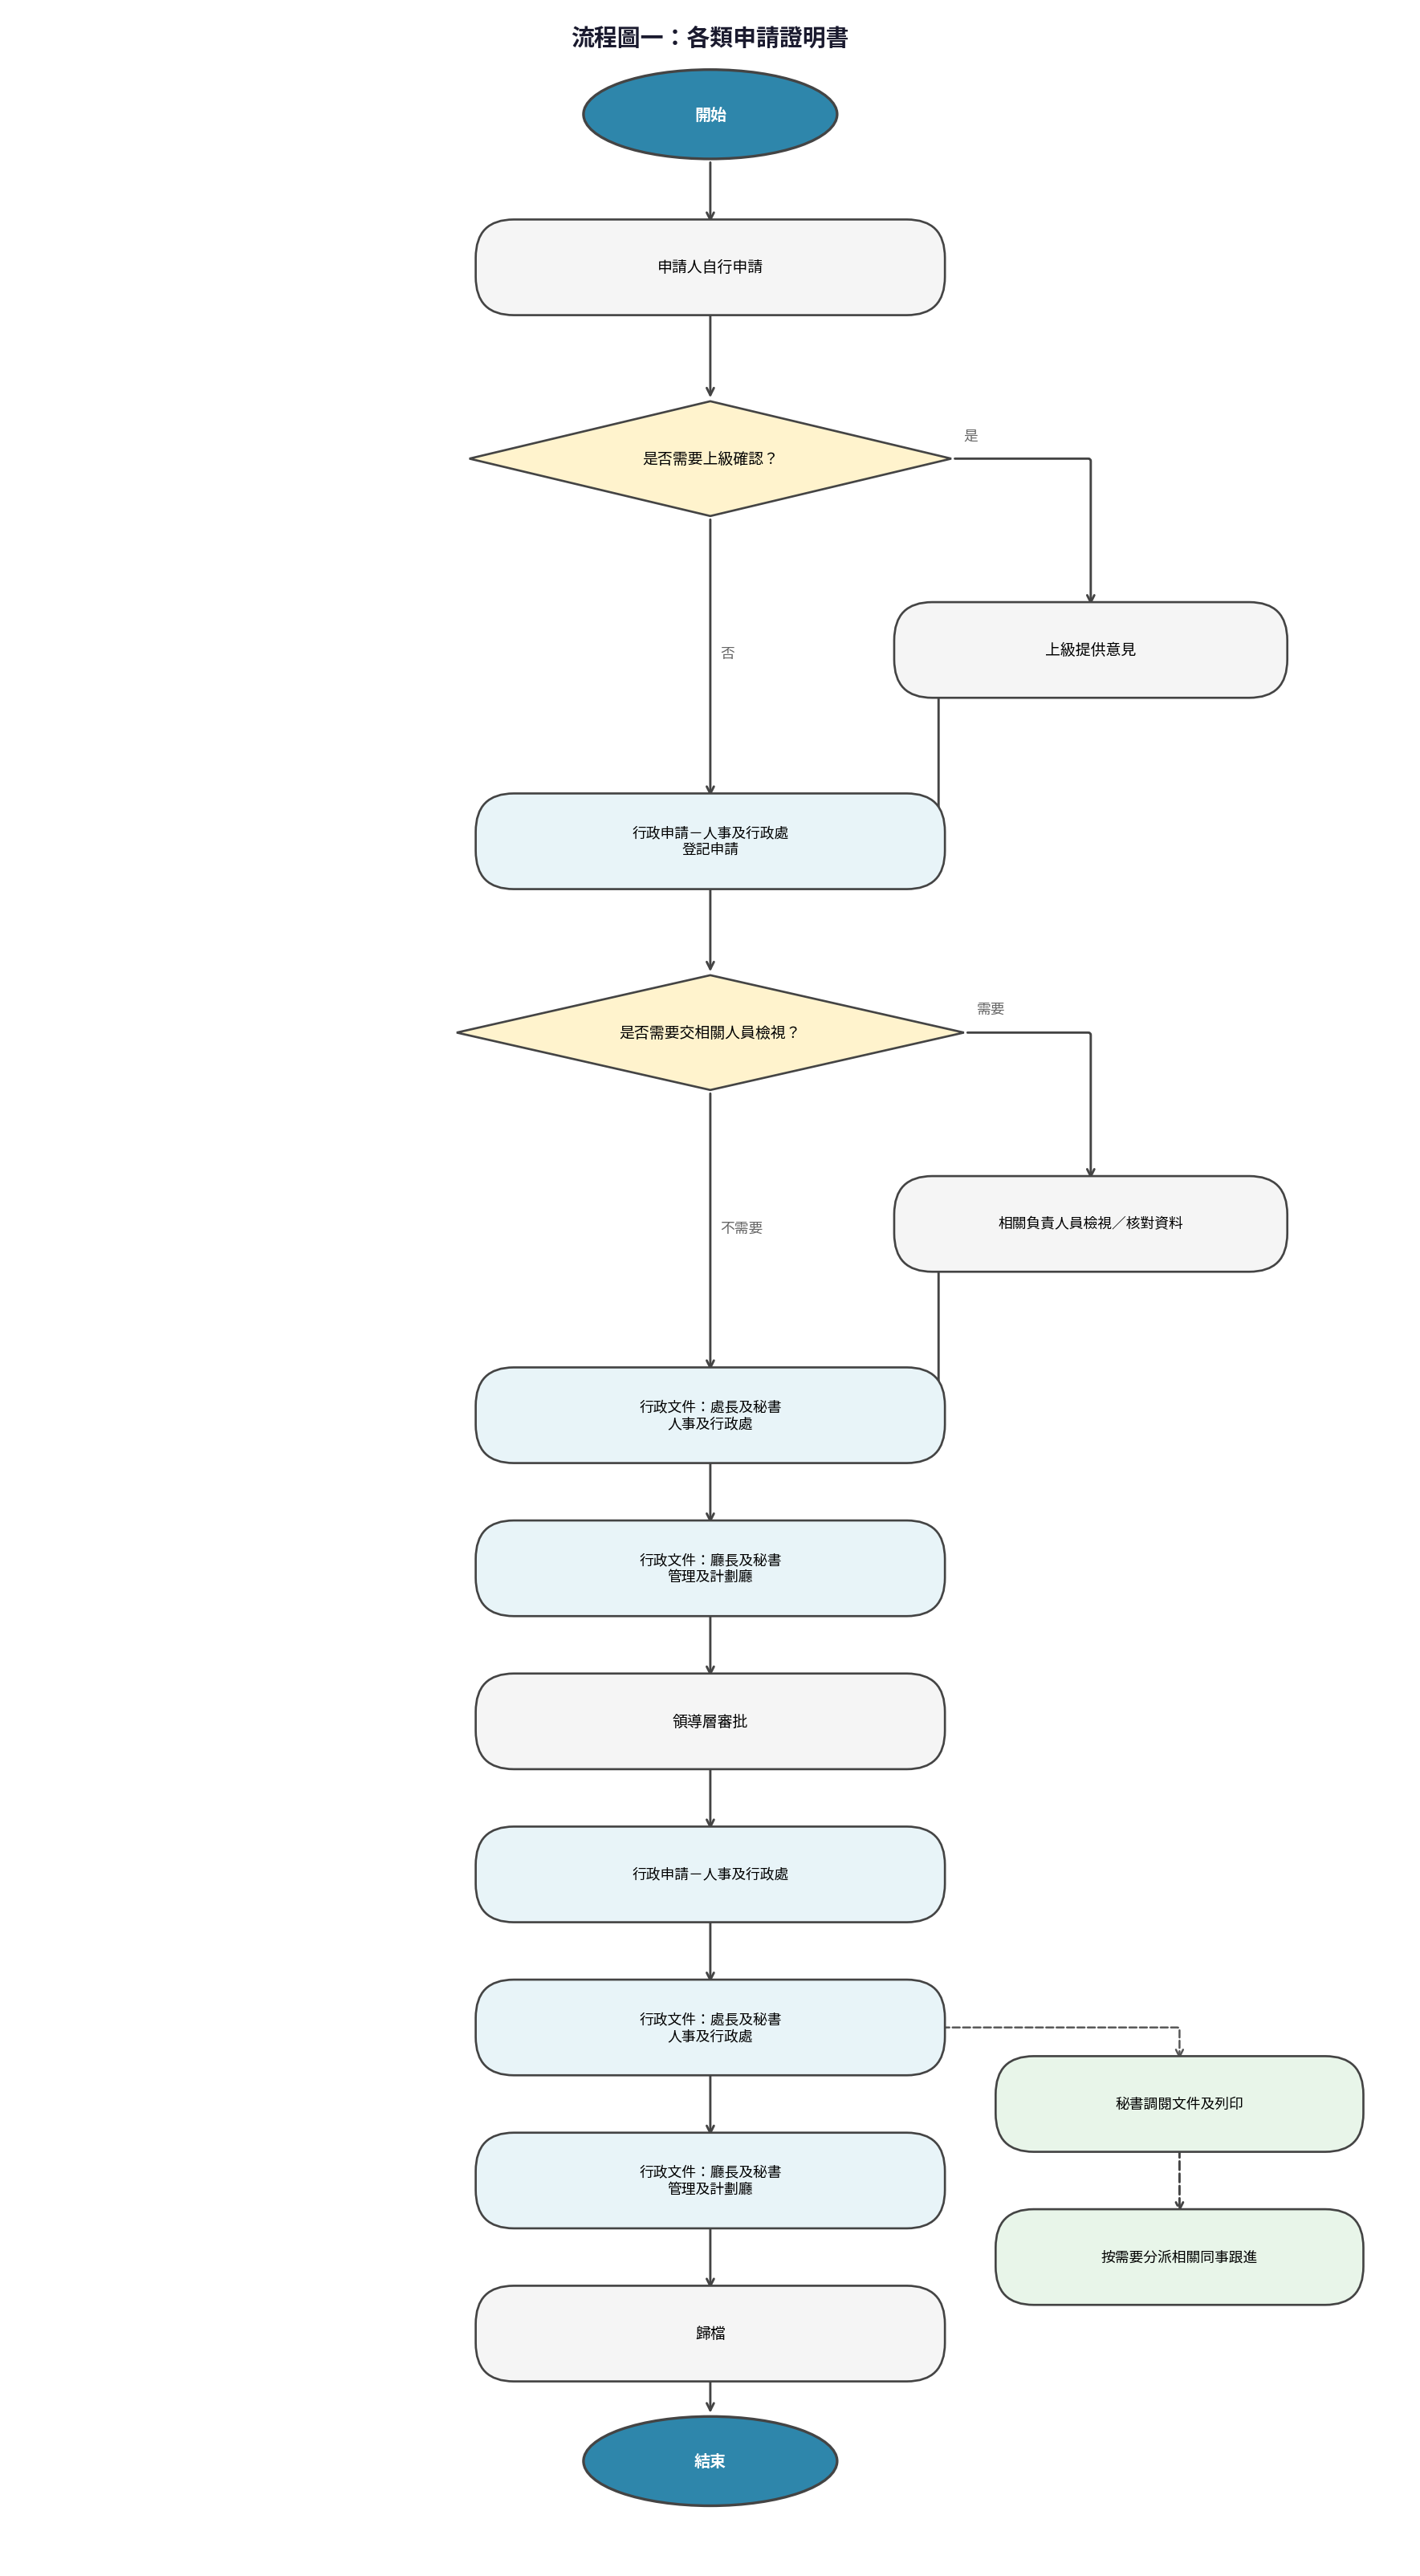 流程圖一：各類申請證明書
開始
申請人自行申請
是否需要上級確認？
是
上級提供意見
否
行政申請－人事及行政處
登記申請
是否需要交相關人員檢視？
需要
相關負責人員檢視／核對資料
不需要
行政文件：處長及秘書
人事及行政處
行政文件：廳長及秘書
管理及計劃廳
領導層審批
行政申請－人事及行政處
行政文件：處長及秘書
人事及行政處
秘書調閱文件及列印
行政文件：廳長及秘書
管理及計劃廳
按需要分派相關同事跟進
歸檔
結束